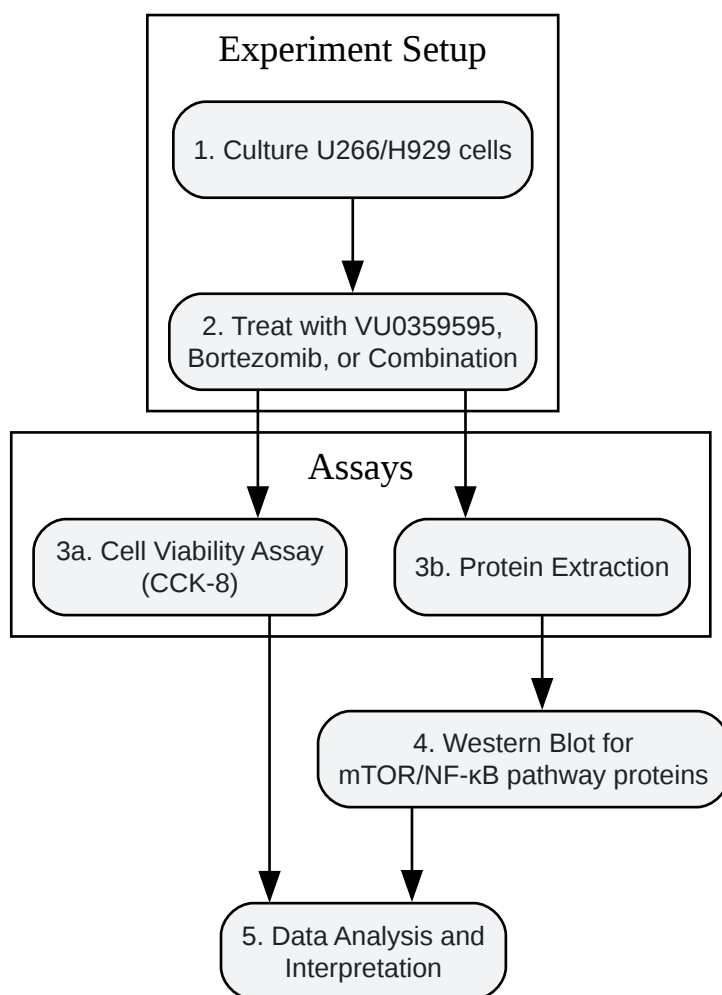 Experiment Setup
1. Culture U266/H929 cells
2. Treat with VU0359595,
Bortezomib, or Combination
Assays
3a. Cell Viability Assay
(CCK-8)
3b. Protein Extraction
4. Western Blot for
mTOR/NF-κB pathway proteins
5. Data Analysis and
Interpretation